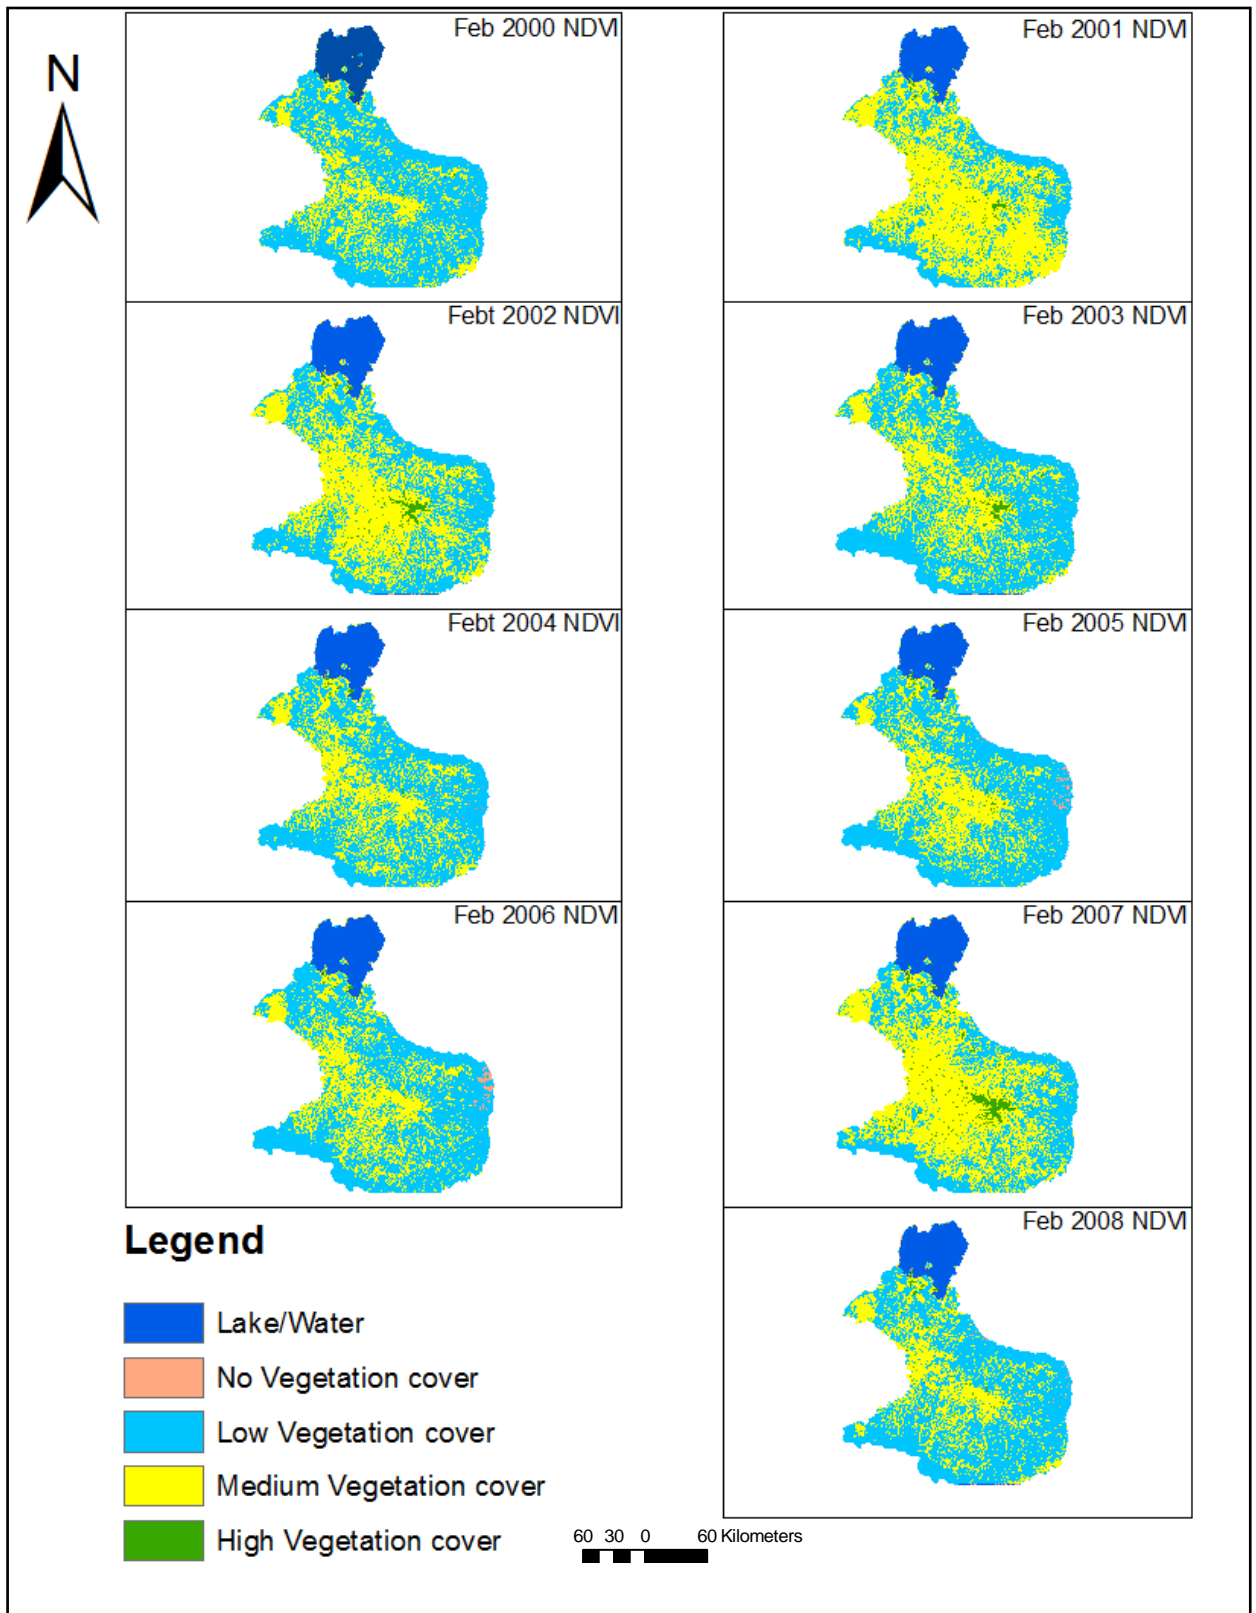 N
Feb 2000 NDVI
Feb 2001 NDVI
Febt 2002 NDVI
Feb 2003 NDVI
Febt 2004 NDVI
Feb 2005 NDVI
Feb 2006 NDVI
Feb 2007 NDVI
Feb 2008 NDVI
Legend
Lake/Water
No Vegetation cover
Low Vegetation cover
Medium Vegetation cover
High Vegetation cover
60 30 0 60 Kilometers